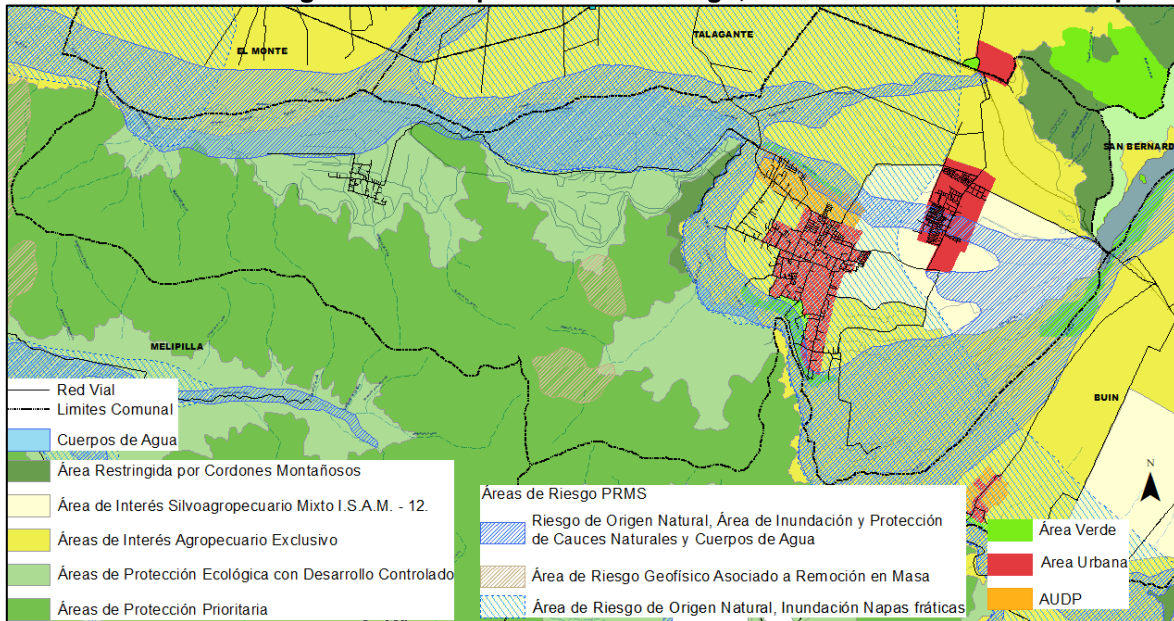 EL MONTE
TALAGANTE
SAN BERNARD
MELIPILLA
BUIN
N
Red Vial
Limites Comunal
Cuerpos de Agua
Área Restringida por Cordones Montañosos
Área de Interés Silvoagropecuario Mixto I.S.A.M. - 12.
Áreas de Interés Agropecuario Exclusivo
Áreas de Protección Ecológica con Desarrollo Controlado
Áreas de Protección Prioritaria
Áreas de Riesgo PRMS
Riesgo de Origen Natural, Área de Inundación y Protección
de Cauces Naturales y Cuerpos de Agua
Área de Riesgo Geofísico Asociado a Remoción en Masa
Área de Riesgo de Origen Natural, Inundación Napas fráticas
Área Verde
Area Urbana
AUDP